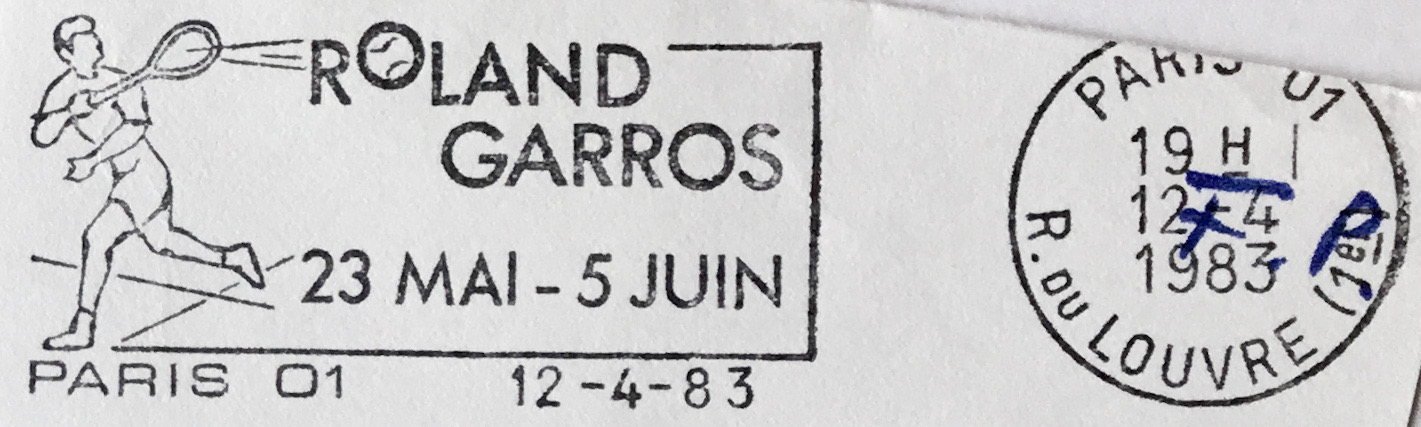 ROLAND
GARROS
23 MAI - 5 JUIN
PARIS 01 12-4-83
PARIS 01
19 H
12-4
1983
R. DU LOUVRE (1er)